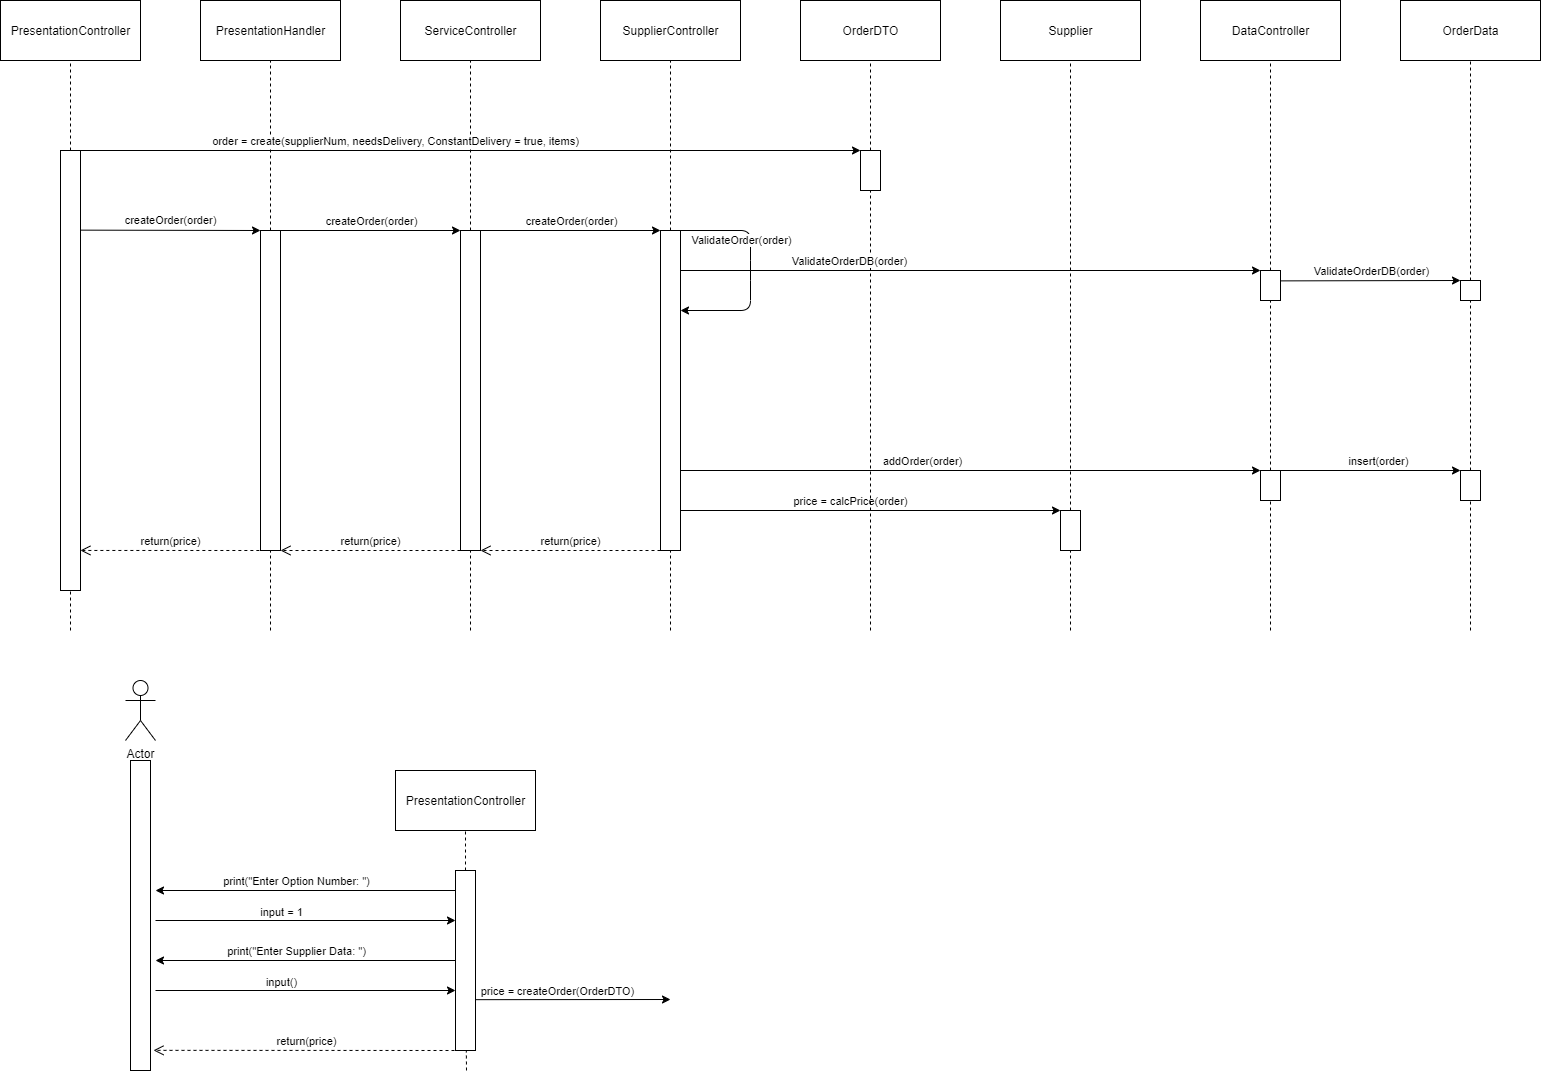 PresentationController
PresentationHandler
ServiceController
SupplierController
OrderDTO
Supplier
DataController
OrderData
order = create(supplierNum, needsDelivery, ConstantDelivery = true, items)
createOrder(order)
createOrder(order)
createOrder(order)
ValidateOrder(order)
ValidateOrderDB(order)
ValidateOrderDB(order)
addOrder(order)
insert(order)
price = calcPrice(order)
return(price)
return(price)
return(price)
Actor
PresentationController
print("Enter Option Number: ")
input = 1
print("Enter Supplier Data: ")
input()
price = createOrder(OrderDTO)
return(price)